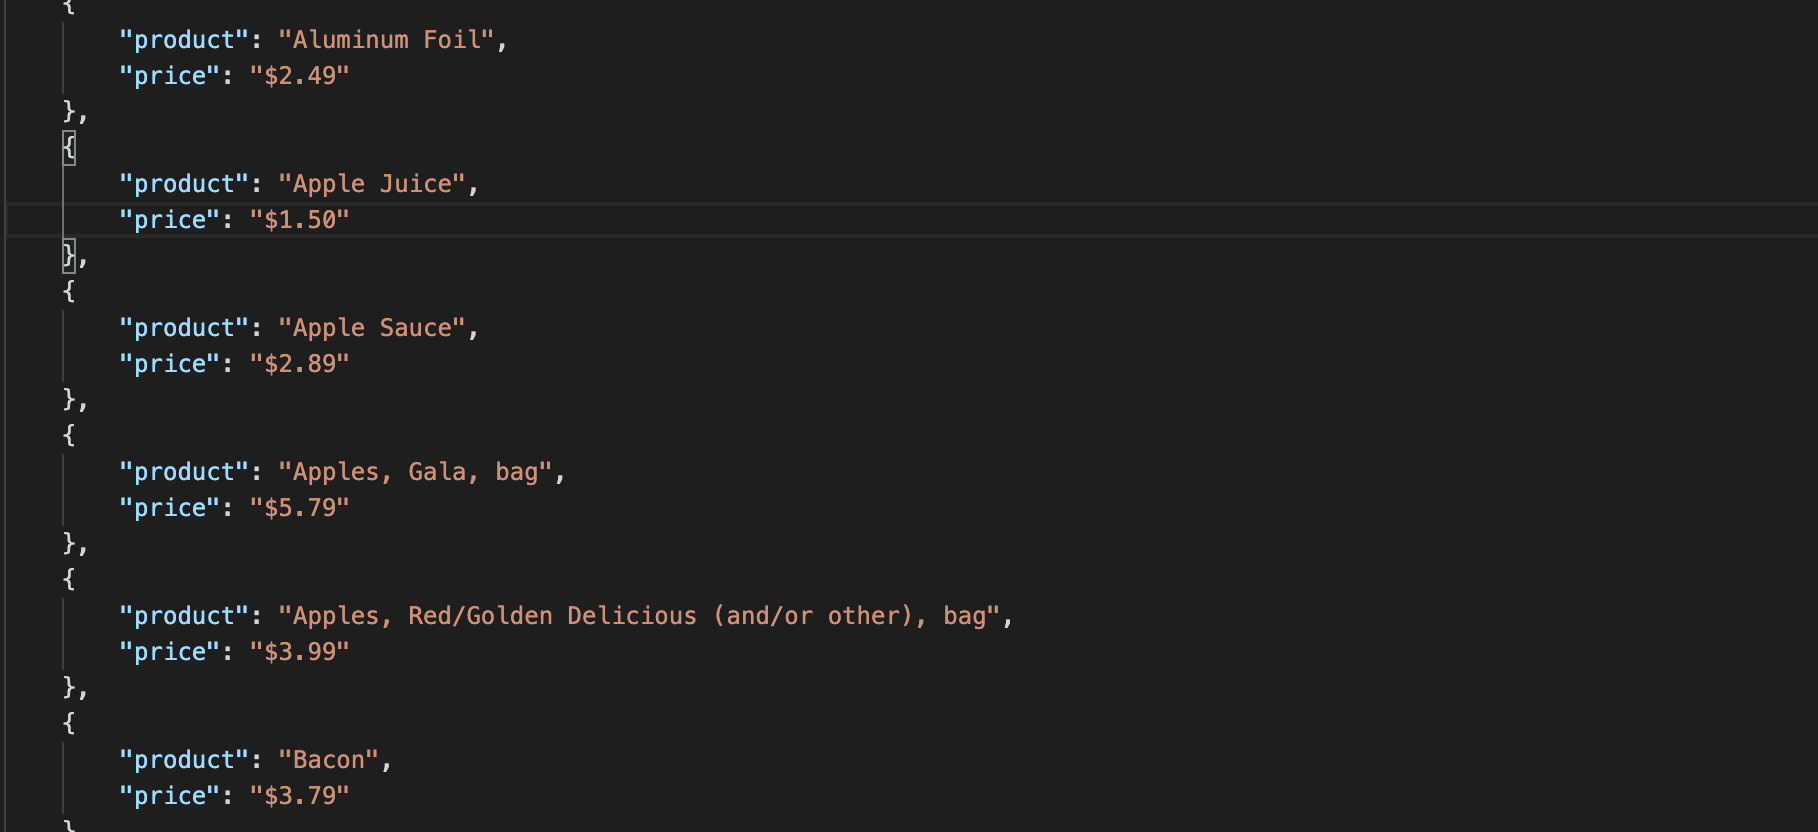 {
"product": "Aluminum Foil",
"price": "$2.49"
},
{
"product": "Apple Juice",
"price": "$1.50"
},
{
"product": "Apple Sauce",
"price": "$2.89"
},
{
"product": "Apples, Gala, bag",
"price": "$5.79"
},
{
"product": "Apples, Red/Golden Delicious (and/or other), bag",
"price": "$3.99"
},
{
"product": "Bacon",
"price": "$3.79"
}